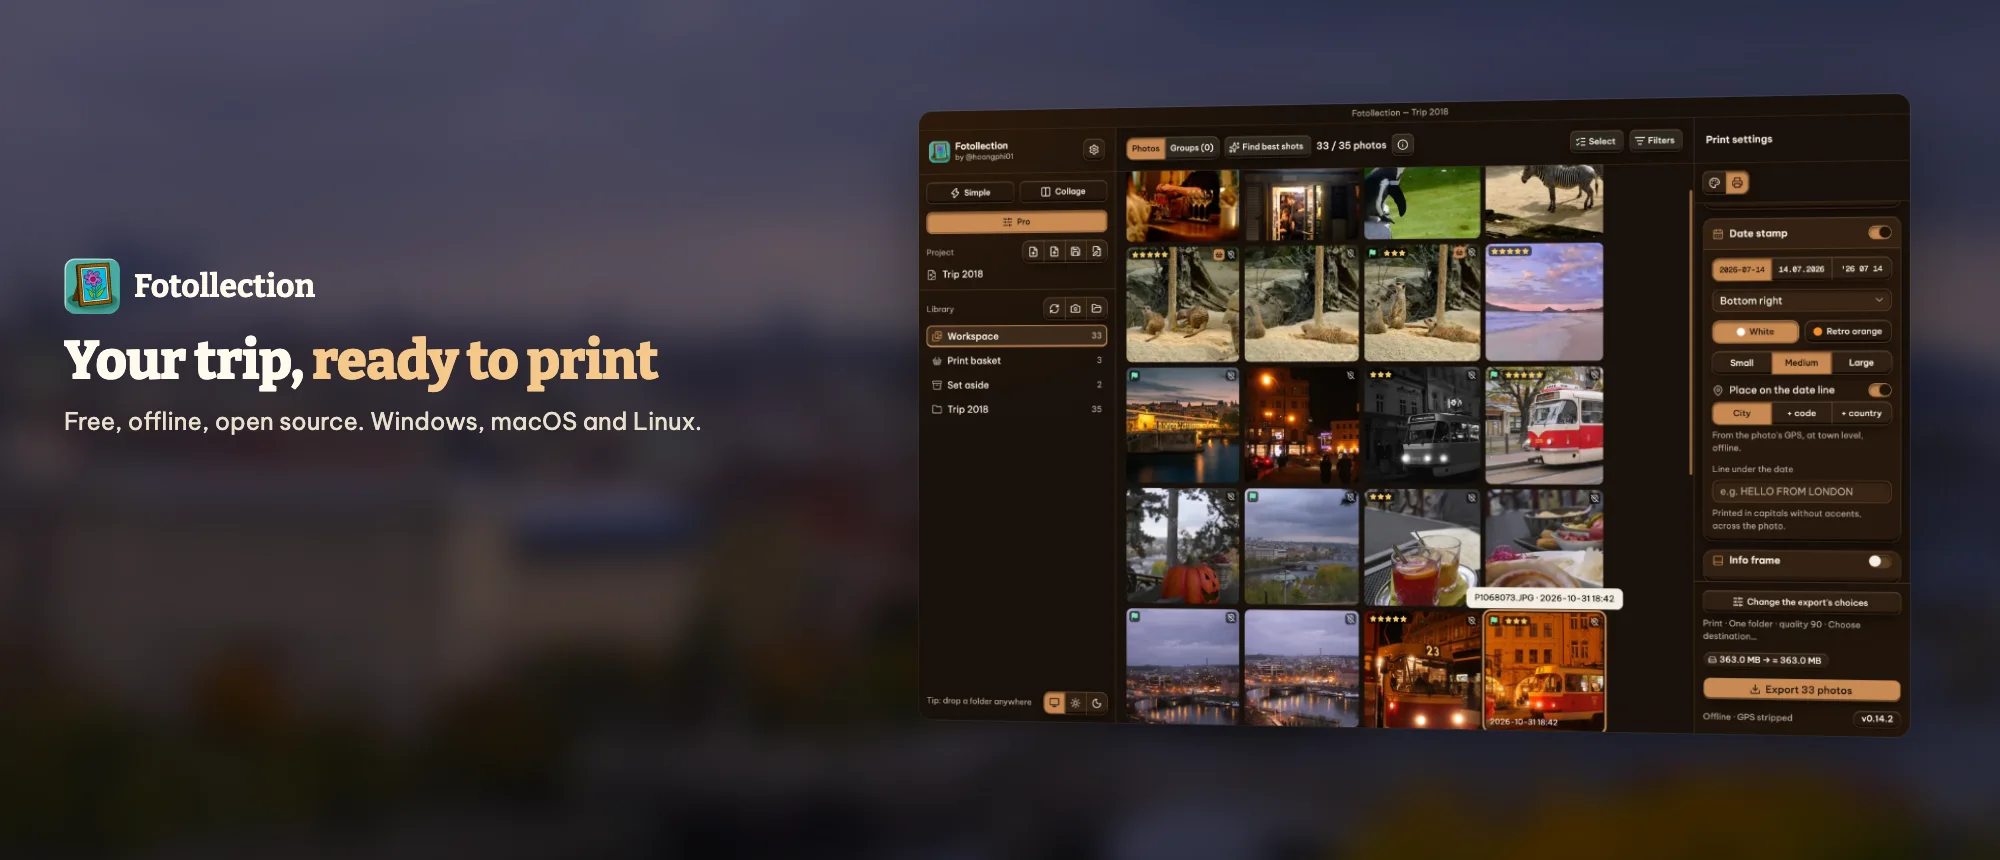 Fotollection
Your trip, ready to print
Free, offline, open source. Windows, macOS and Linux.
Fotollection — Trip 2018
Fotollection
by @hoangphi01
Simple
Collage
Pro
Project
Trip 2018
Library
Workspace 33
Print basket 3
Set aside 2
Trip 2018 35
Tip: drop a folder anywhere
Photos
Groups (0)
Find best shots
33 / 35 photos
Select
Filters
23
P1068073.JPG · 2026-10-31 18:42
2026-10-31 18:42
Print settings
Date stamp
2026-07-14
14.07.2026
'26 07 14
Bottom right
White
Retro orange
Small
Medium
Large
Place on the date line
City
+ code
+ country
From the photo's GPS, at town level,
offline.
Line under the date
e.g. HELLO FROM LONDON
Printed in capitals without accents,
across the photo.
Info frame
Change the export's choices
Print · One folder · quality 90 · Choose
destination…
363.0 MB → = 363.0 MB
Export 33 photos
Offline · GPS stripped
v0.14.2